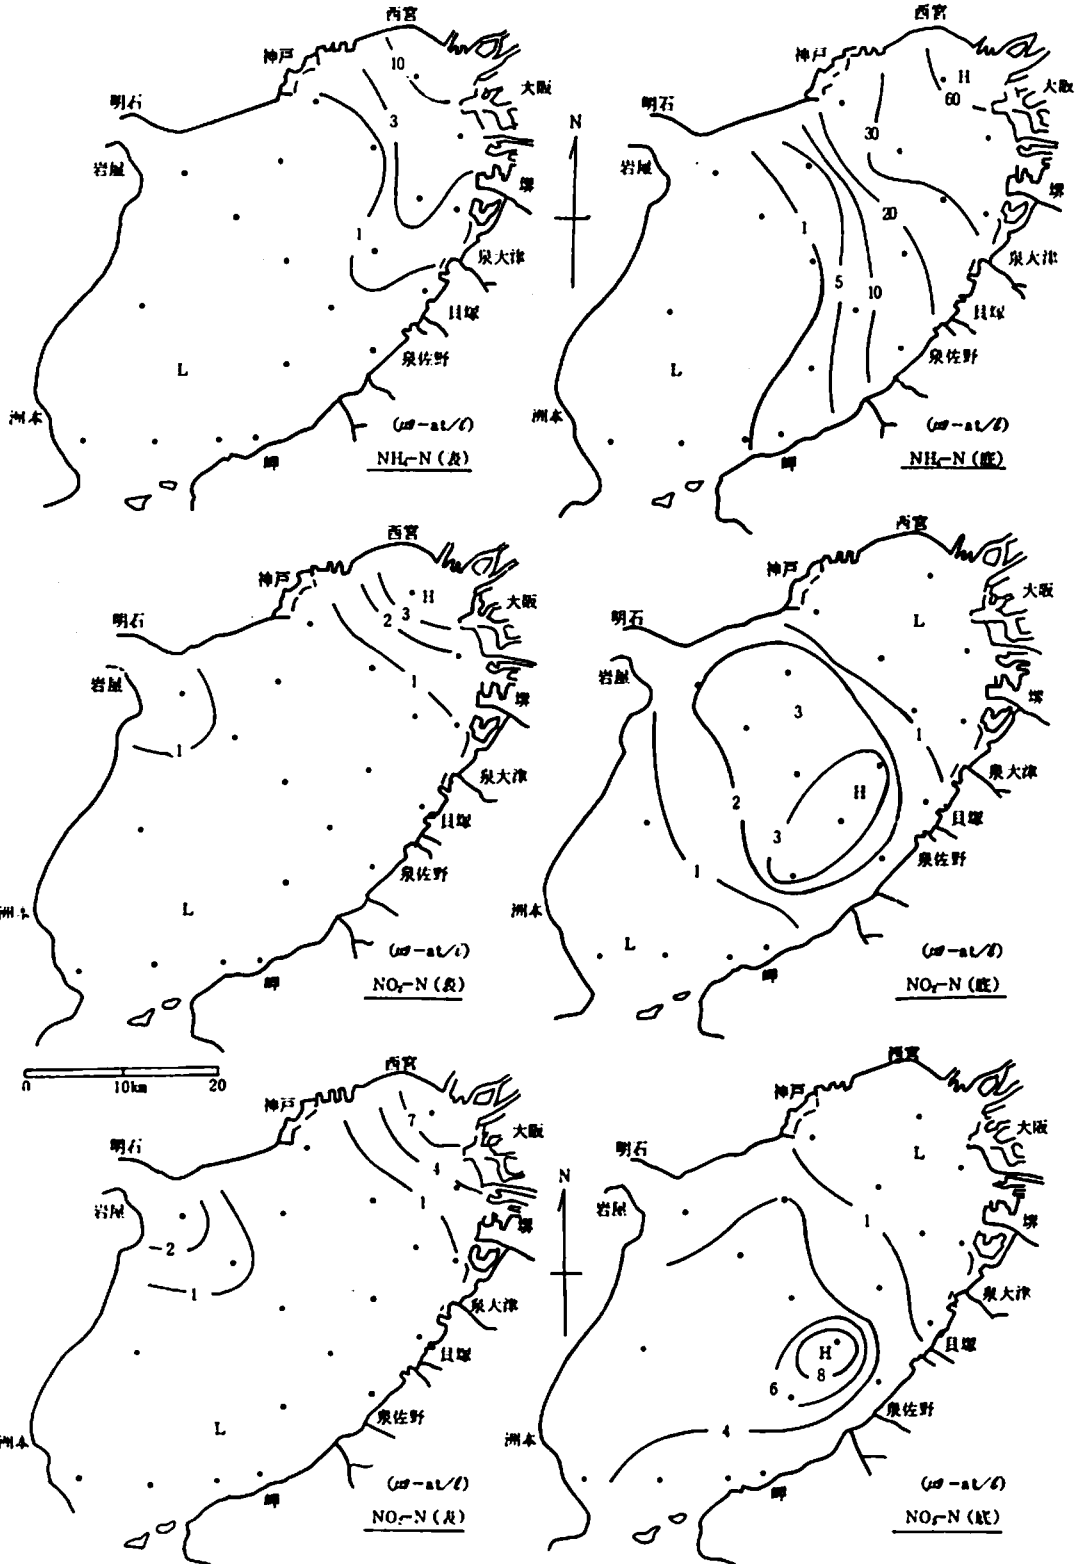 西宮
神戸
10
大阪
明石
3
N
岩屋
堺
1
泉大津
貝塚
泉佐野
L
洲本
(μg-at/ℓ)
岬
NH₄-N (表)
西宮
神戸
H
大阪
60
明石
30
岩屋
堺
20
1
泉大津
5
10
貝塚
泉佐野
L
洲本
(μg-at/ℓ)
岬
NH₄-N (底)
西宮
神戸
H
大阪
2
3
明石
岩屋
1
堺
1
泉大津
貝塚
泉佐野
L
(μg-at/ℓ)
岬
NO₂-N (表)
西宮
神戸
大阪
L
明石
岩屋
堺
3
1
泉大津
H
2
貝塚
3
泉佐野
1
洲本
L
(μg-at/ℓ)
岬
NO₂-N (底)
0
10km
20
西宮
神戸
7
大阪
明石
4
N
1
岩屋
堺
2
1
泉大津
貝塚
泉佐野
L
洲本
(μg-at/ℓ)
岬
NO₃-N (表)
西宮
神戸
大阪
L
明石
岩屋
1
堺
泉大津
貝塚
H
8
6
泉佐野
4
洲本
(μg-at/ℓ)
岬
NO₃-N (底)